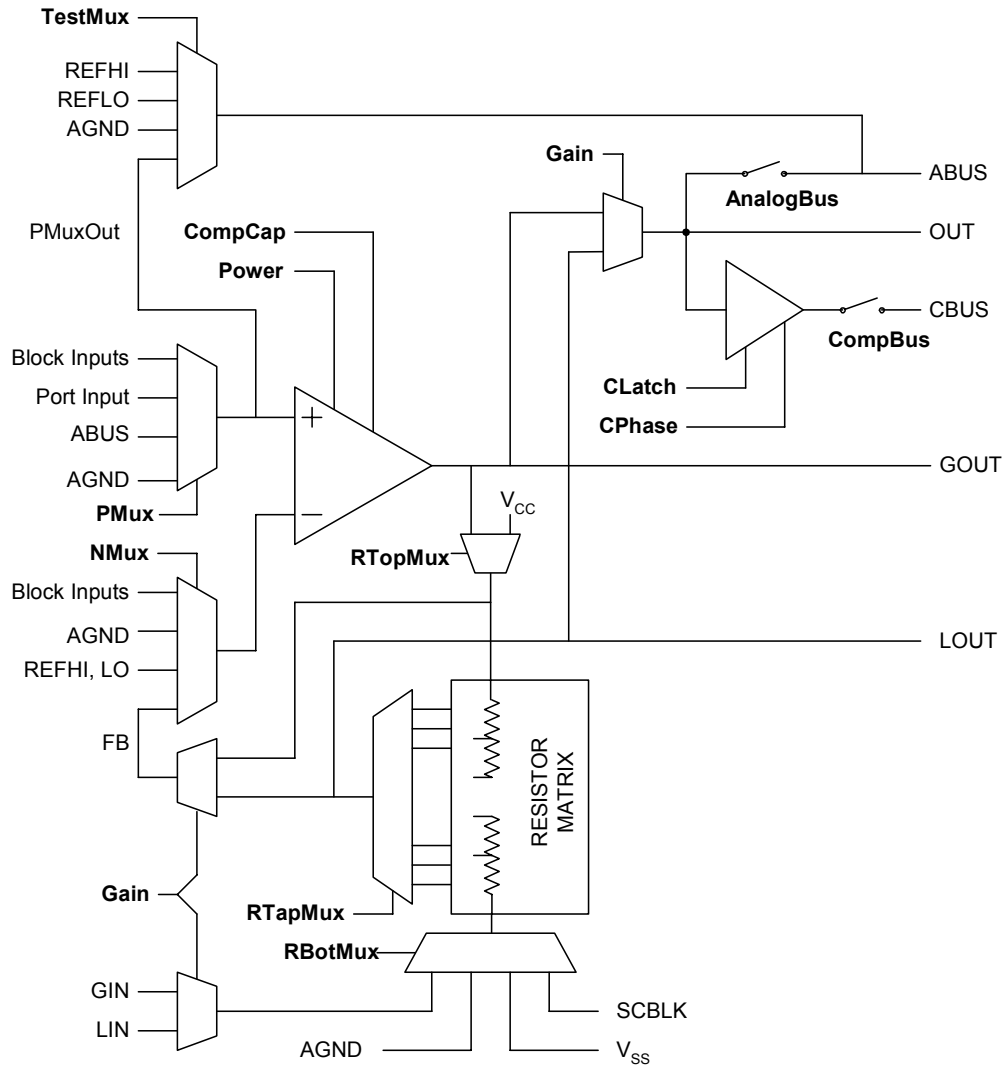 TestMux
REFHI
REFLO
AGND
Gain
ABUS
AnalogBus
PMuxOut
CompCap
OUT
Power
CBUS
CompBus
Block Inputs
Port Input
CLatch
ABUS
CPhase
AGND
GOUT
PMux
VCC
NMux
RTopMux
Block Inputs
AGND
LOUT
REFHI, LO
FB
RESISTOR
MATRIX
Gain
RTapMux
RBotMux
GIN
SCBLK
LIN
AGND
VSS